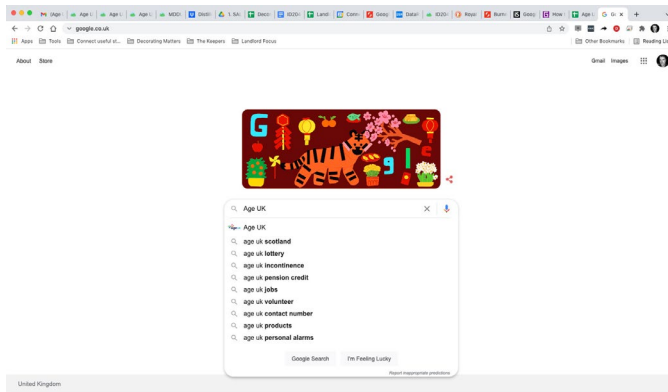 google.co.uk
Apps Tools Connect useful st... Decorating Matters The Keepers Landlord Focus
Other Bookmarks Reading Lis
About Store
Gmail Images
G
g l e
Age UK
Age UK
age uk scotland
age uk lottery
age uk incontinence
age uk pension credit
age uk jobs
age uk volunteer
age uk contact number
age uk products
age uk personal alarms
Google Search I'm Feeling Lucky
Report inappropriate predictions
United Kingdom